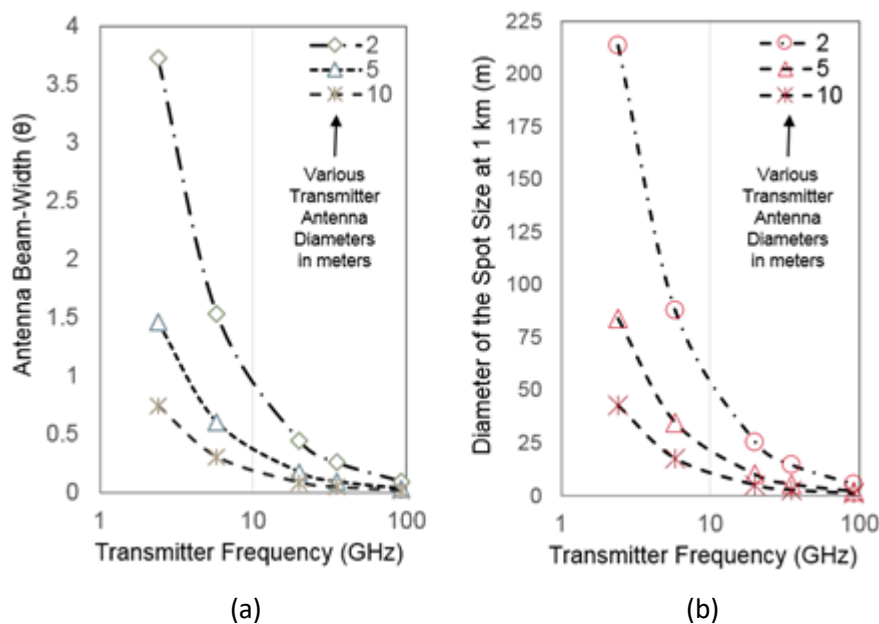 4
3.5
3
2.5
2
1.5
1
0.5
0
Antenna Beam-Width (θ)
2
5
10
Various
Transmitter
Antenna
Diameters
in meters
1 10 100
Transmitter Frequency (GHz)
(a)
225
200
175
150
125
100
75
50
25
0
Diameter of the Spot Size at 1 km (m)
2
5
10
Various
Transmitter
Antenna
Diameters
in meters
1 10 100
Transmitter Frequency (GHz)
(b)